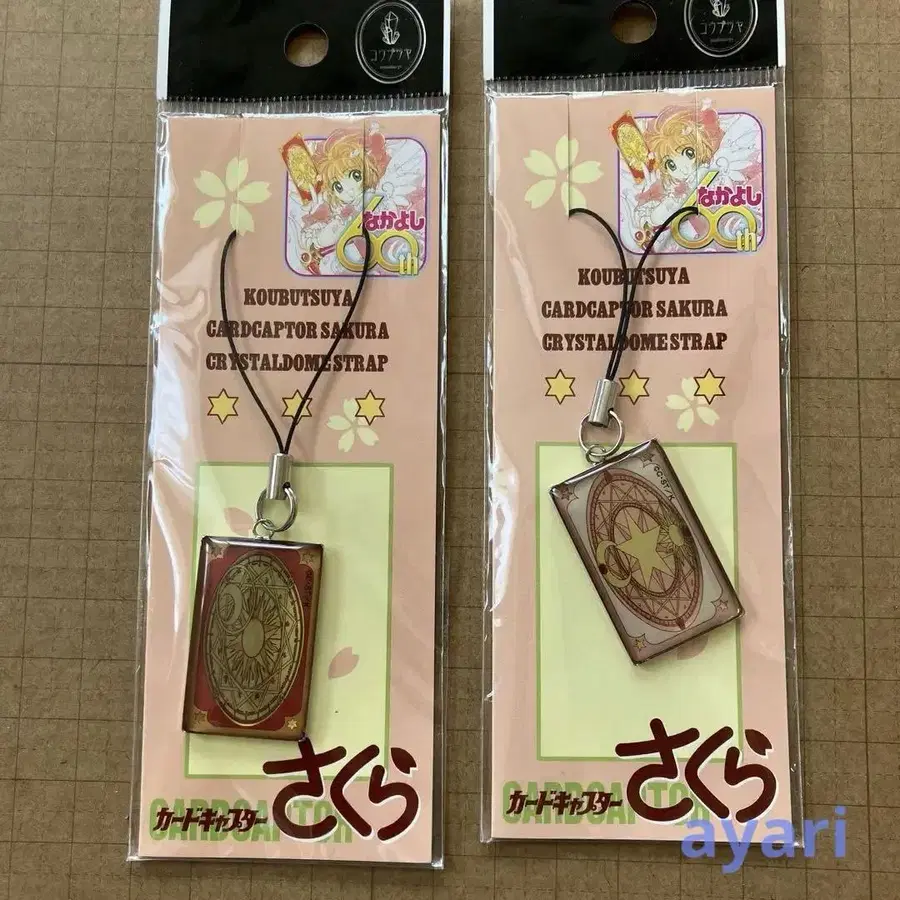 コウブツヤ
なかよし
60th
KOUBUTSUYA
CARDCAPTOR SAKURA
CRYSTALDOME STRAP
さくら
カードキャプター
CARDCAPTOR
コウブツヤ
なかよし
60th
KOUBUTSUYA
CARDCAPTOR SAKURA
CRYSTALDOME STRAP
さくら
カードキャプター
CARDCAPTOR
ayari